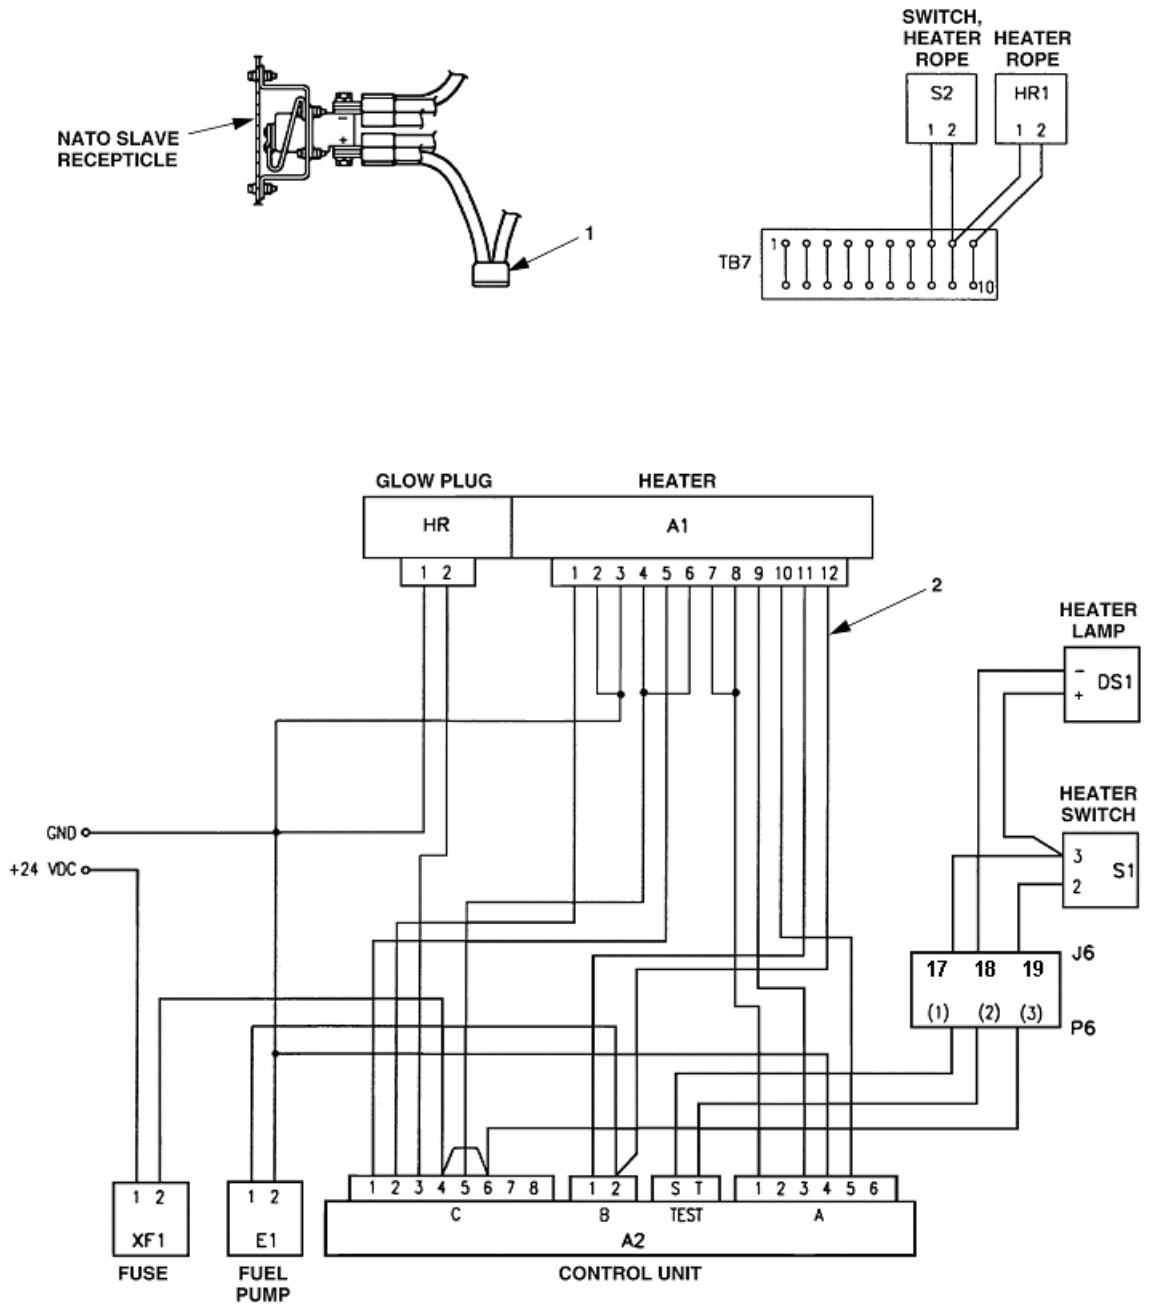 SWITCH,
HEATER
ROPE
HEATER
ROPE
S2
1 2
HR1
1 2
NATO SLAVE
RECEPTICLE
−
+
1
TB7
1
10
GLOW PLUG
HEATER
HR
A1
1 2
1 2 3 4 5 6 7 8 9 10 11 12
2
HEATER
LAMP
−
+
DS1
HEATER
SWITCH
3
2
S1
GND
+24 VDC
J6
17 18 19
(1) (2) (3)
P6
1 2
XF1
FUSE
1 2
E1
FUEL
PUMP
1 2 3 4 5 6 7 8
C
1 2
B
S T
TEST
1 2 3 4 5 6
A
A2
CONTROL UNIT